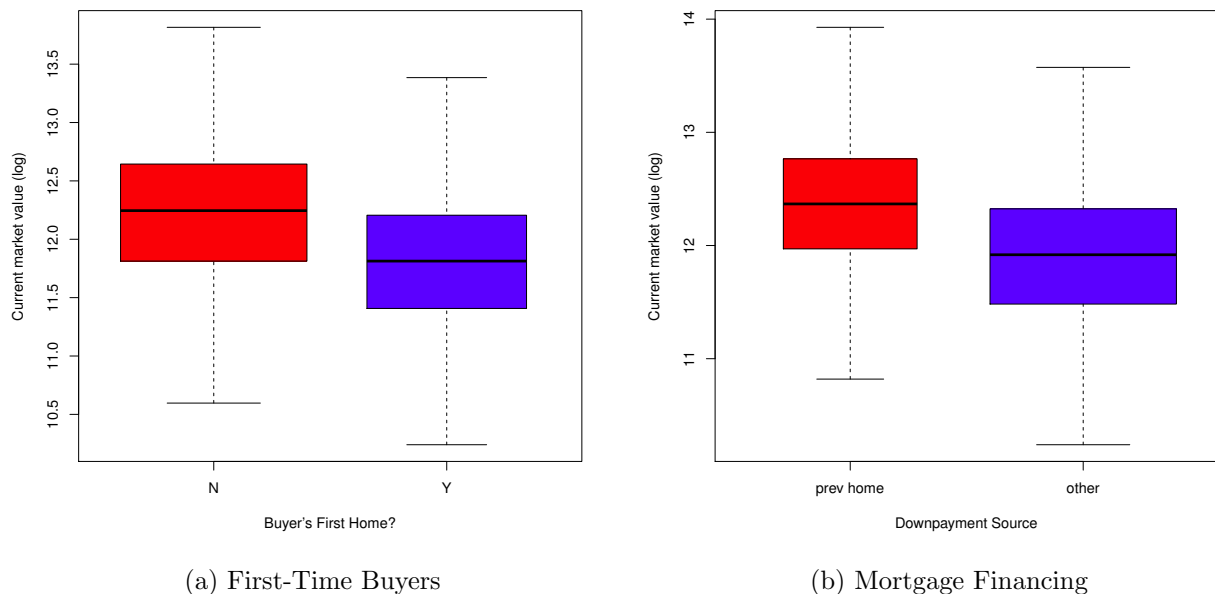 Current market value (log)
13.5
13.0
12.5
12.0
11.5
11.0
10.5
N Y
Buyer's First Home?
(a) First-Time Buyers
Current market value (log)
14
13
12
11
prev home other
Downpayment Source
(b) Mortgage Financing